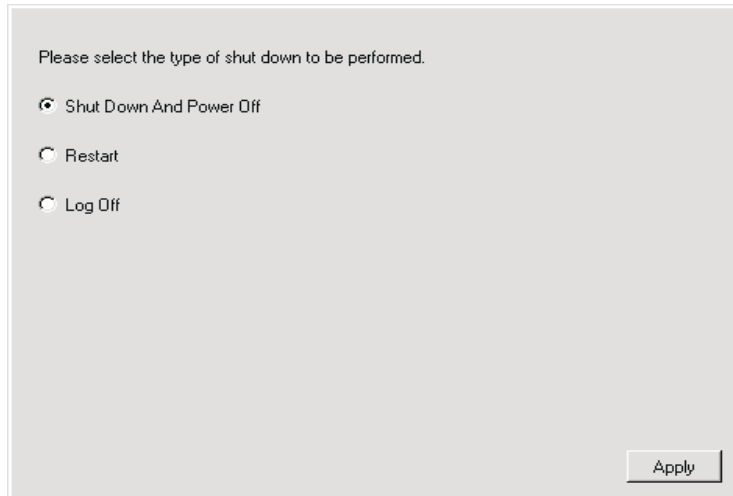 Please select the type of shut down to be performed.
Shut Down And Power Off
Restart
Log Off
Apply